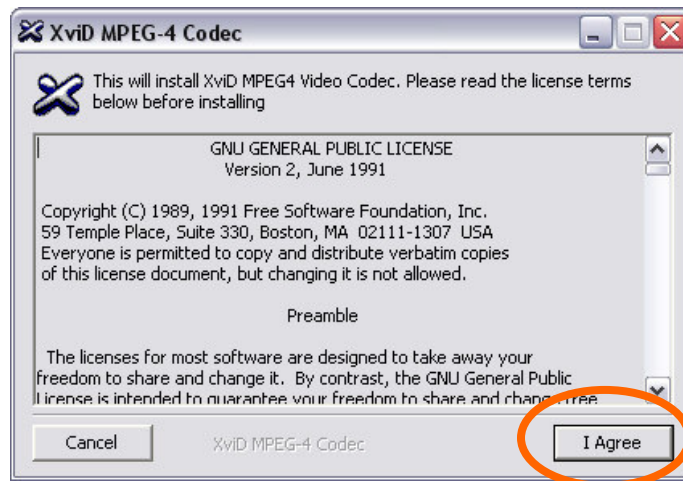 XviD MPEG-4 Codec
This will install XviD MPEG4 Video Codec. Please read the license terms
below before installing
GNU GENERAL PUBLIC LICENSE
Version 2, June 1991
Copyright (C) 1989, 1991 Free Software Foundation, Inc.
59 Temple Place, Suite 330, Boston, MA 02111-1307 USA
Everyone is permitted to copy and distribute verbatim copies
of this license document, but changing it is not allowed.
Preamble
The licenses for most software are designed to take away your
freedom to share and change it. By contrast, the GNU General Public
License is intended to guarantee your freedom to share and change free
Cancel
XviD MPEG-4 Codec
I Agree